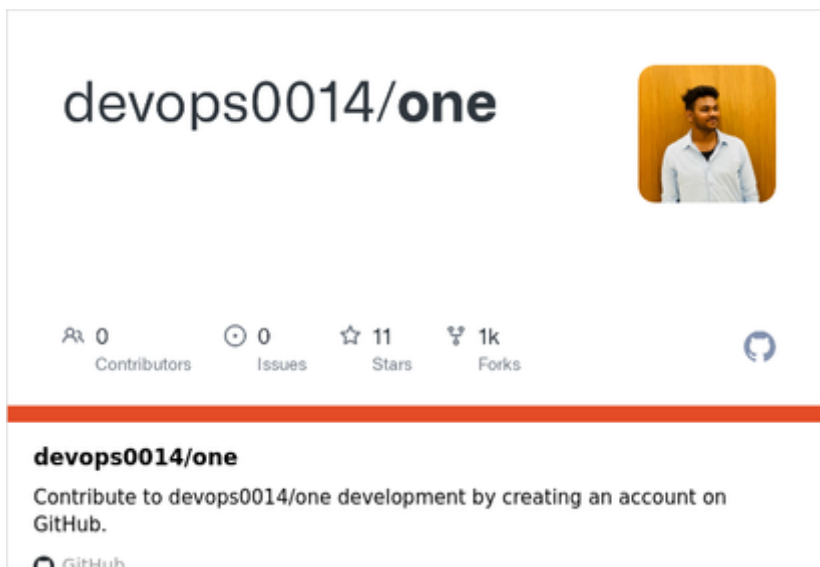 devops0014/one
0
Contributors
0
Issues
11
Stars
1k
Forks
devops0014/one
Contribute to devops0014/one development by creating an account on
GitHub.
GitHub